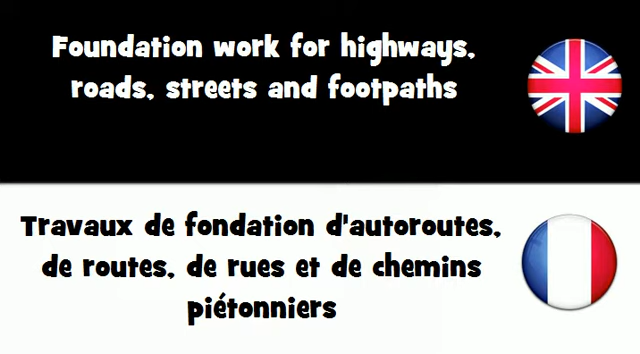 Foundation work for highways,
roads, streets and footpaths
Travaux de fondation d'autoroutes,
de routes, de rues et de chemins
piétonniers